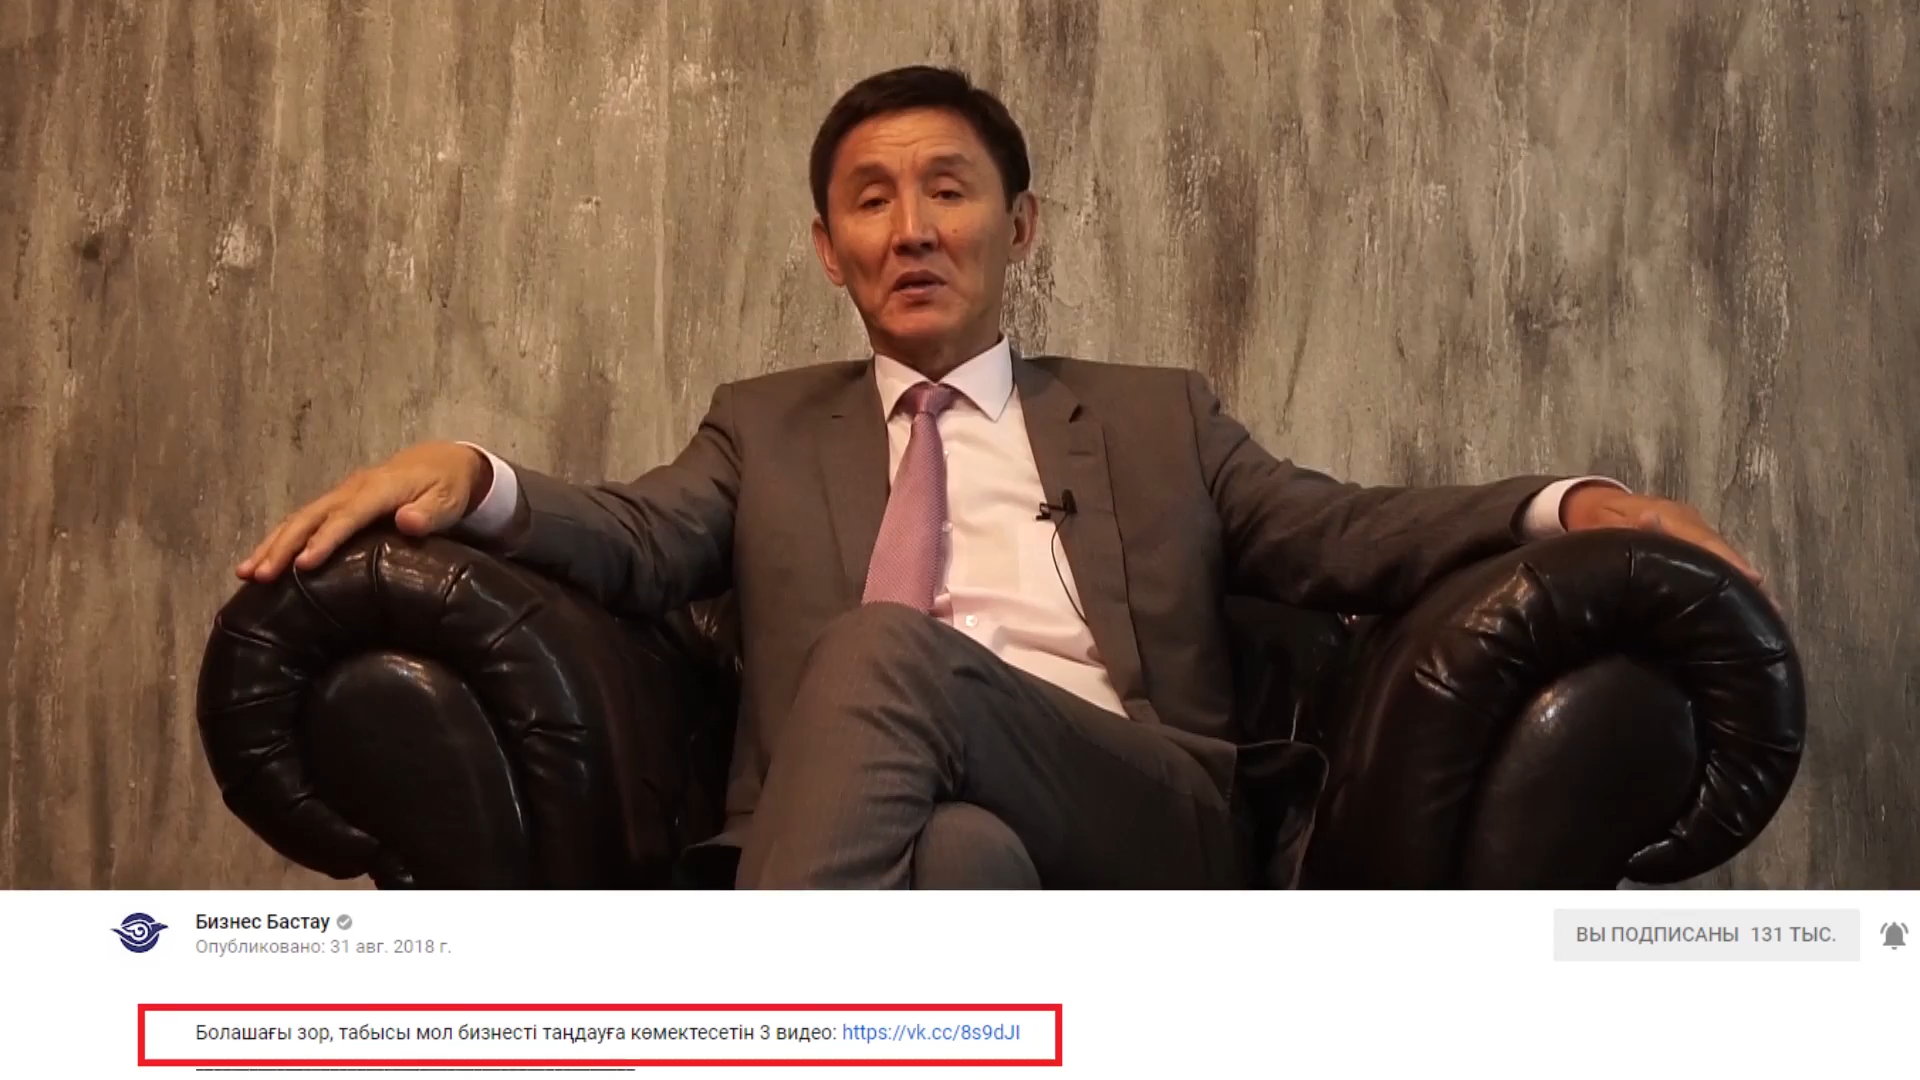 Бизнес Бастау
Опубликовано: 31 авг. 2018 г.
ВЫ ПОДПИСАНЫ 131 ТЫС.
Болашағы зор, табысы мол бизнесті таңдауға көмектесетін 3 видео: https://vk.cc/8s9dJI